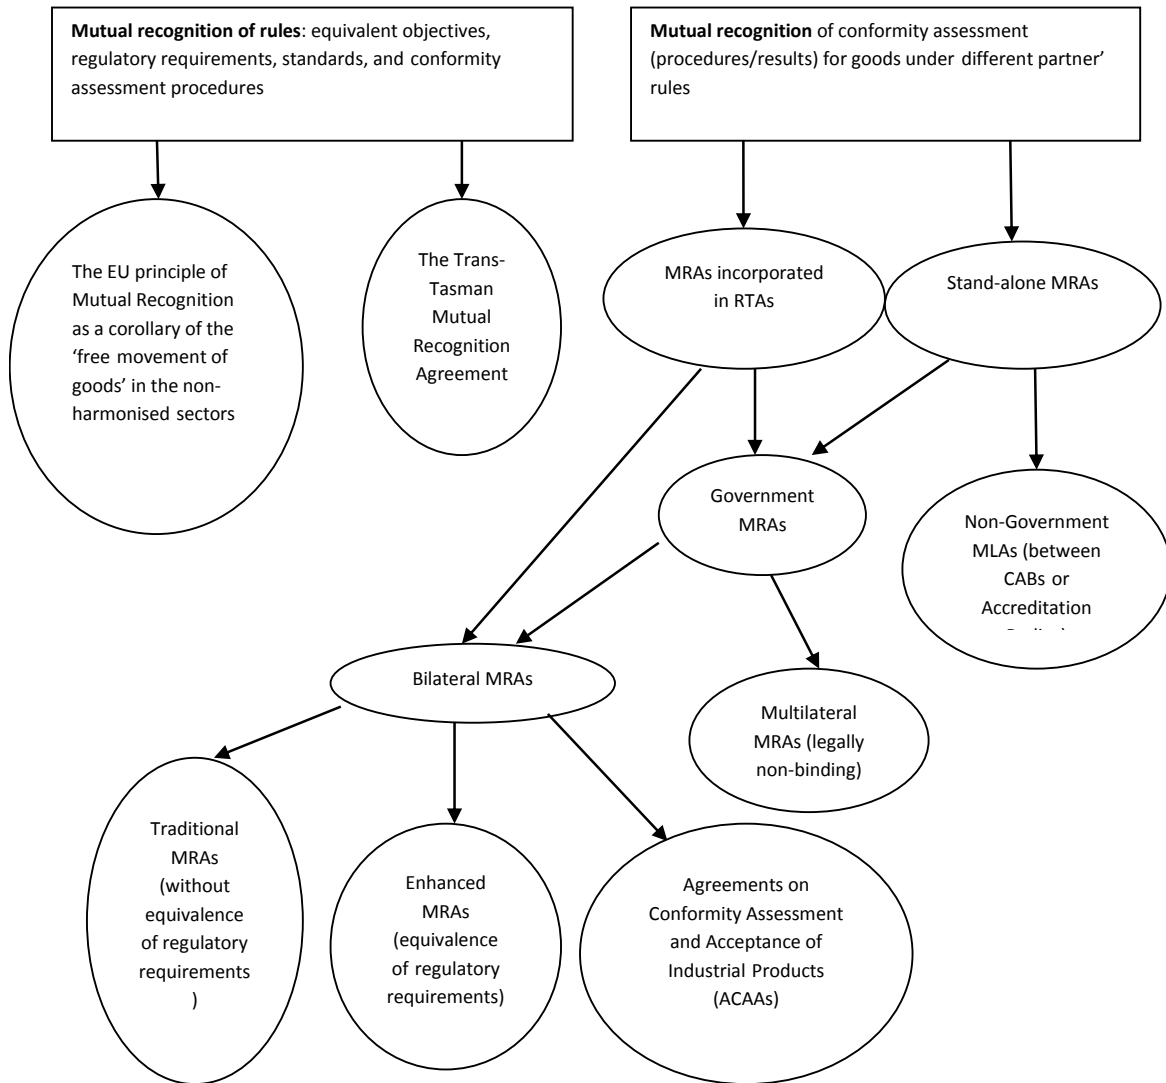 Mutual recognition of rules: equivalent objectives,
regulatory requirements, standards, and conformity
assessment procedures
Mutual recognition of conformity assessment
(procedures/results) for goods under different partner’
rules
The EU principle of
Mutual Recognition
as a corollary of the
‘free movement of
goods’ in the non-
harmonised sectors
The Trans-
Tasman
Mutual
Recognition
Agreement
MRAs incorporated
in RTAs
Stand-alone MRAs
Government
MRAs
Non-Government
MLAs (between
CABs or
Accreditation
Bilateral MRAs
Multilateral
MRAs (legally
non-binding)
Traditional
MRAs
(without
equivalence
of regulatory
requirements
)
Enhanced
MRAs
(equivalence
of regulatory
requirements)
Agreements on
Conformity Assessment
and Acceptance of
Industrial Products
(ACAAs)